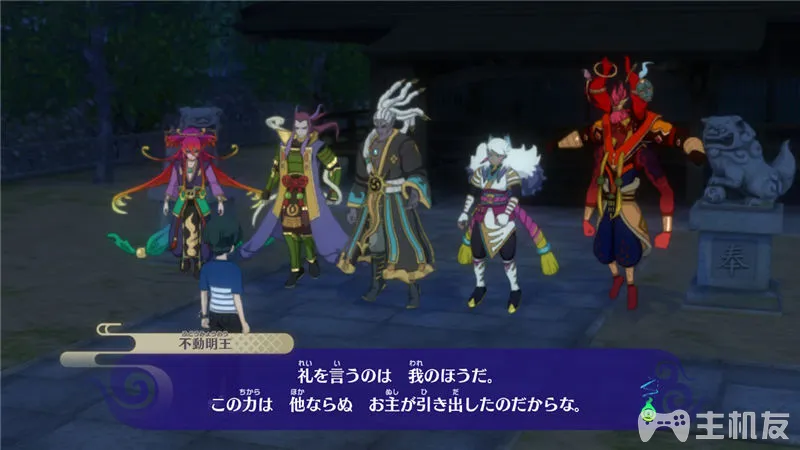 不動明王
礼を言うのは 我のほうだ。
この力は 他ならぬ お主が引き出したのだからな。
奉
主机友